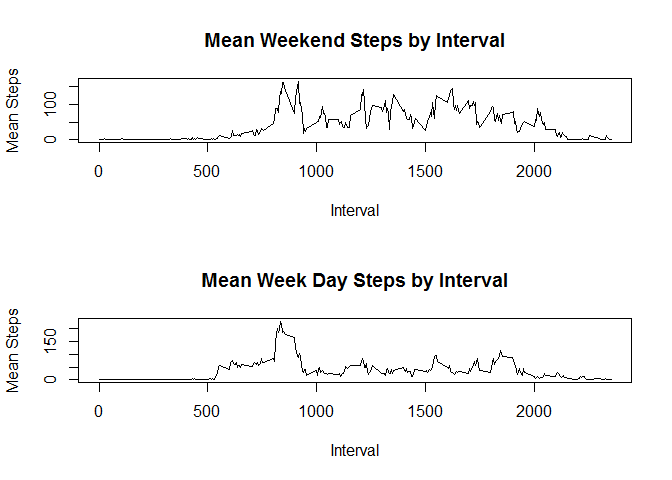 Mean Weekend Steps by Interval
Mean Steps
0 100
0 500 1000 1500 2000
Interval
Mean Week Day Steps by Interval
Mean Steps
0 150
0 500 1000 1500 2000
Interval